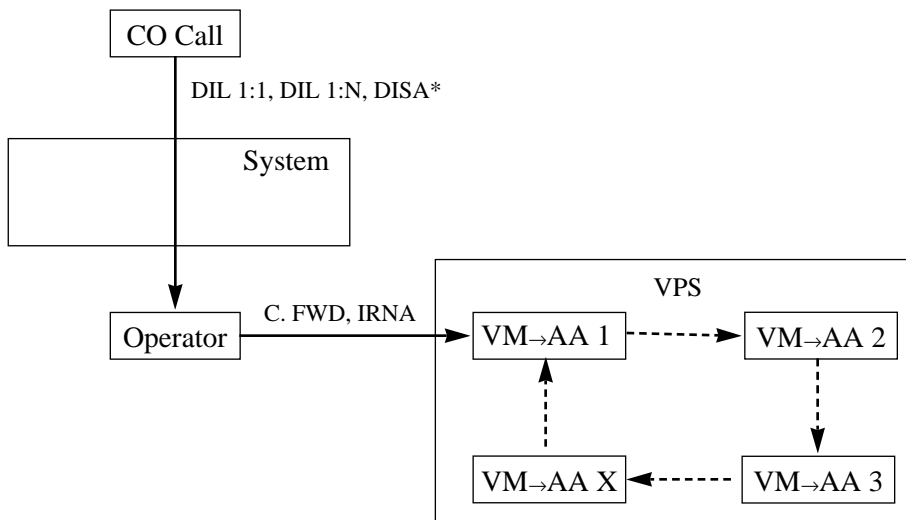 CO Call
DIL 1:1, DIL 1:N, DISA*
System
VPS
C. FWD, IRNA
Operator
VM→AA 1
VM→AA 2
VM→AA X
VM→AA 3